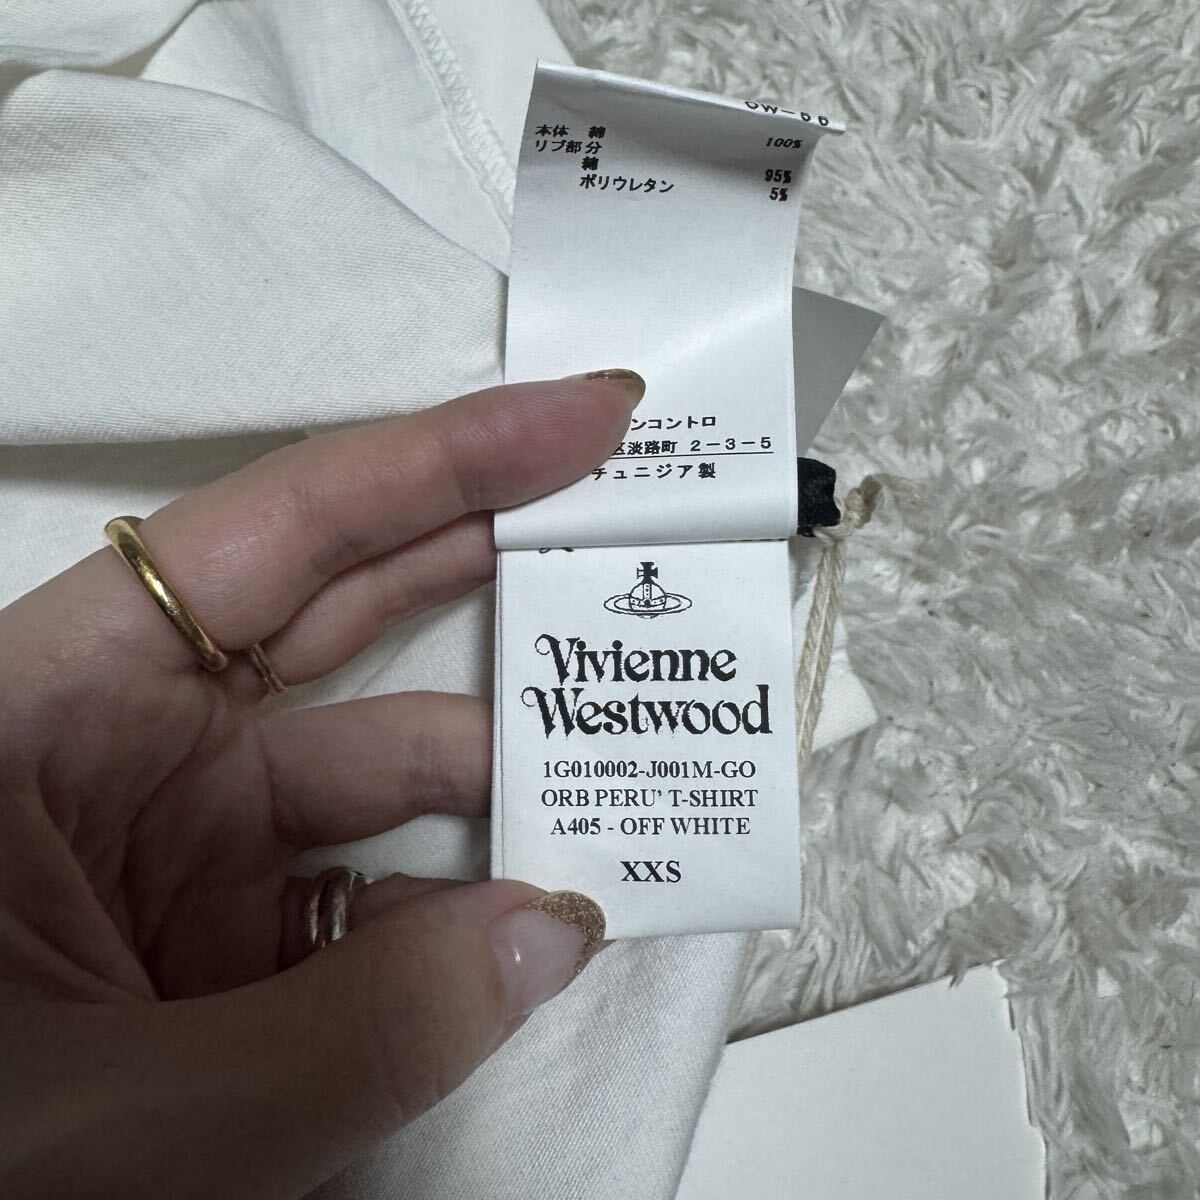 本体 綿 100%
リブ部分
綿 95%
ポリウレタン 5%
ンコントロ
区淡路町 2-3-5
チュニジア製
Vivienne
Westwood
1G010002-J001M-GO
ORB PERU' T-SHIRT
A405 - OFF WHITE
XXS